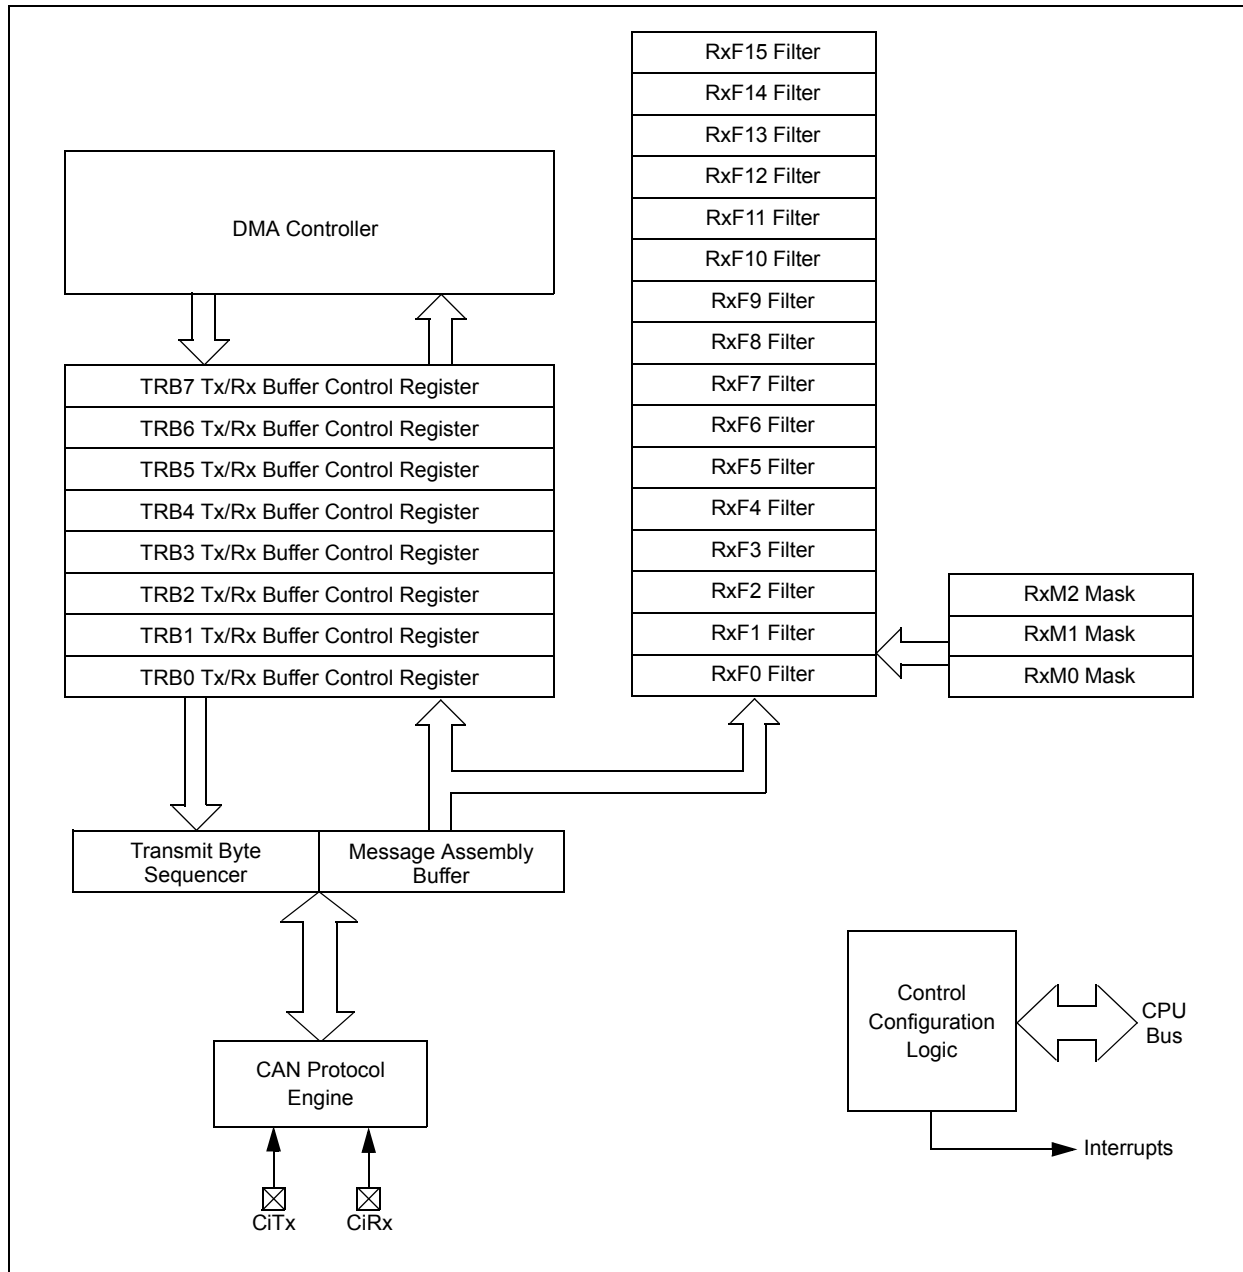 RxF15 Filter
RxF14 Filter
RxF13 Filter
RxF12 Filter
RxF11 Filter
RxF10 Filter
RxF9 Filter
RxF8 Filter
RxF7 Filter
RxF6 Filter
RxF5 Filter
RxF4 Filter
RxF3 Filter
RxF2 Filter
RxF1 Filter
RxF0 Filter
DMA Controller
TRB7 Tx/Rx Buffer Control Register
TRB6 Tx/Rx Buffer Control Register
TRB5 Tx/Rx Buffer Control Register
TRB4 Tx/Rx Buffer Control Register
TRB3 Tx/Rx Buffer Control Register
TRB2 Tx/Rx Buffer Control Register
TRB1 Tx/Rx Buffer Control Register
TRB0 Tx/Rx Buffer Control Register
RxM2 Mask
RxM1 Mask
RxM0 Mask
Transmit Byte
Sequencer
Message Assembly
Buffer
CAN Protocol
Engine
CiTx
CiRx
Control
Configuration
Logic
CPU
Bus
Interrupts